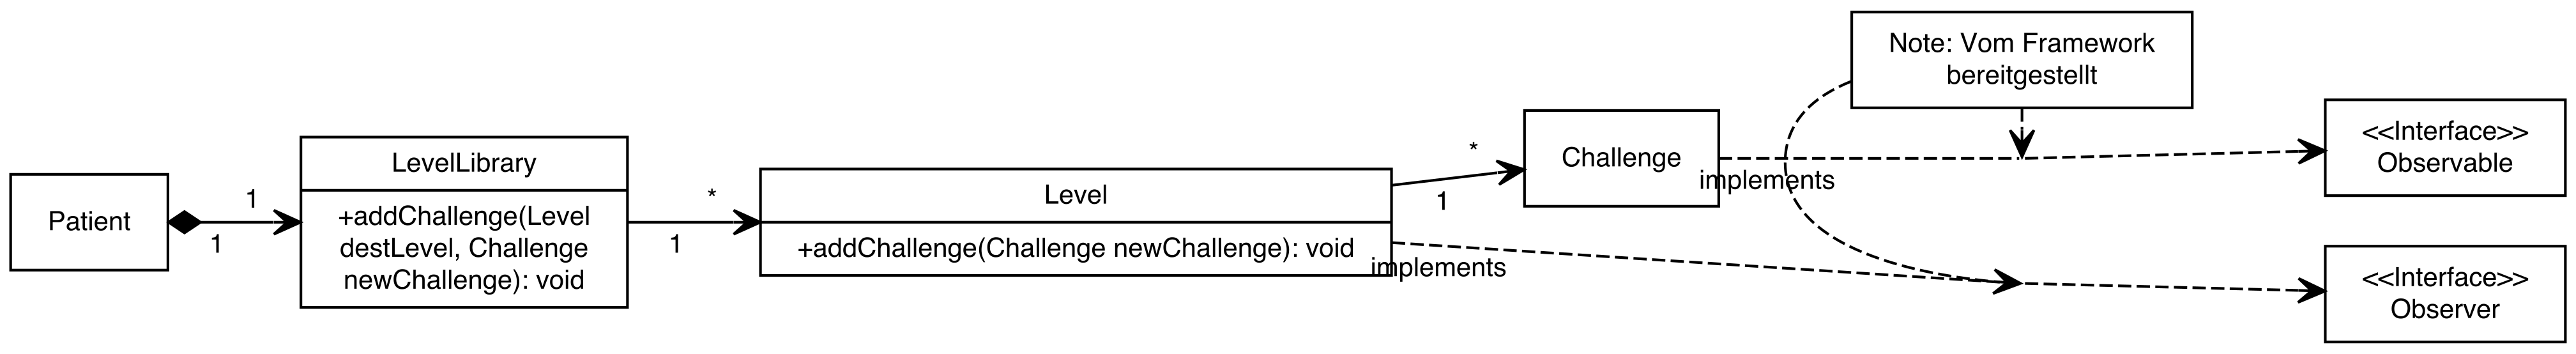 Patient
1
1
LevelLibrary
+addChallenge(Level
destLevel, Challenge
newChallenge): void
*
1
Level
+addChallenge(Challenge newChallenge): void
*
1
implements
Challenge
implements
Note: Vom Framework
bereitgestellt
<<Interface>>
Observable
<<Interface>>
Observer